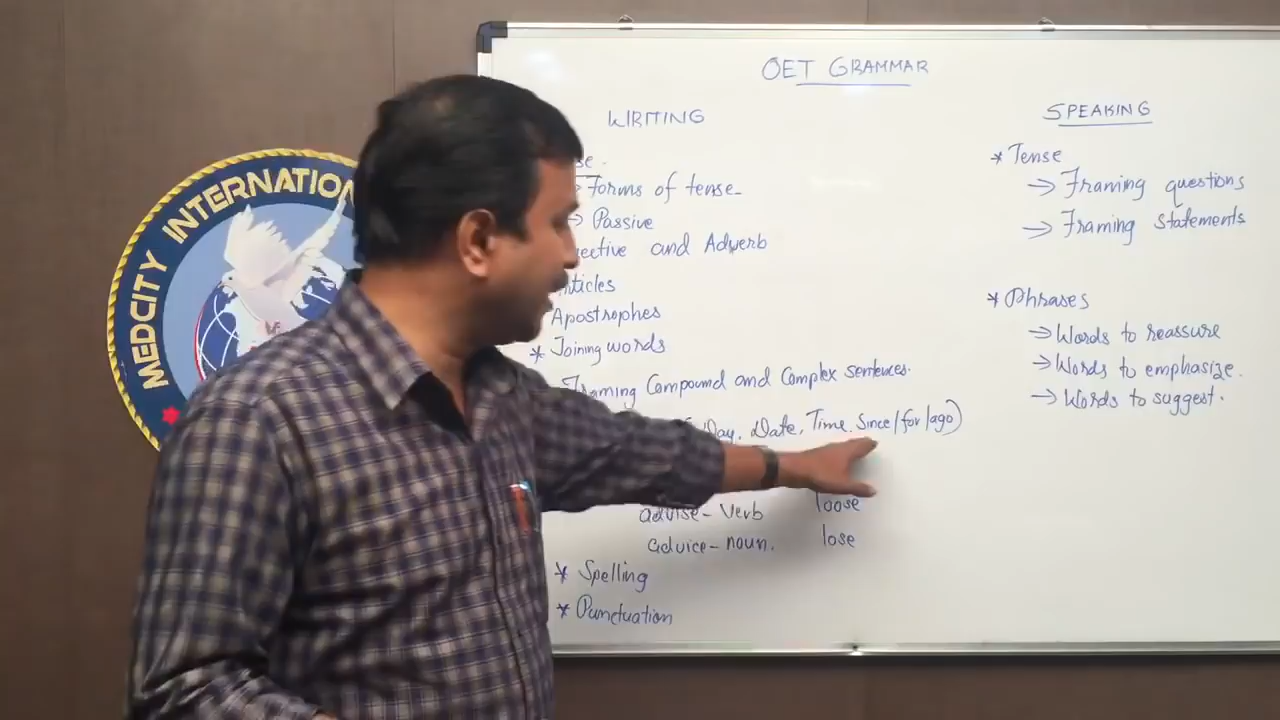 OET GRAMMAR
WRITING
se.
Forms of tense
→ Passive
ective and Adverb
rticles
Apostrophes
* Joining words
Framing Compound and Complex sentences.
Day, Date, Time. Since/for/ago)
advise - Verb
loose
advice - noun.
lose
* Spelling
* Punctuation
SPEAKING
* Tense
→ Framing questions
→ Framing statements
* Phrases
→ Words to reassure
→ Words to emphasize.
→ Words to suggest.
MEDCITY INTERNATIO